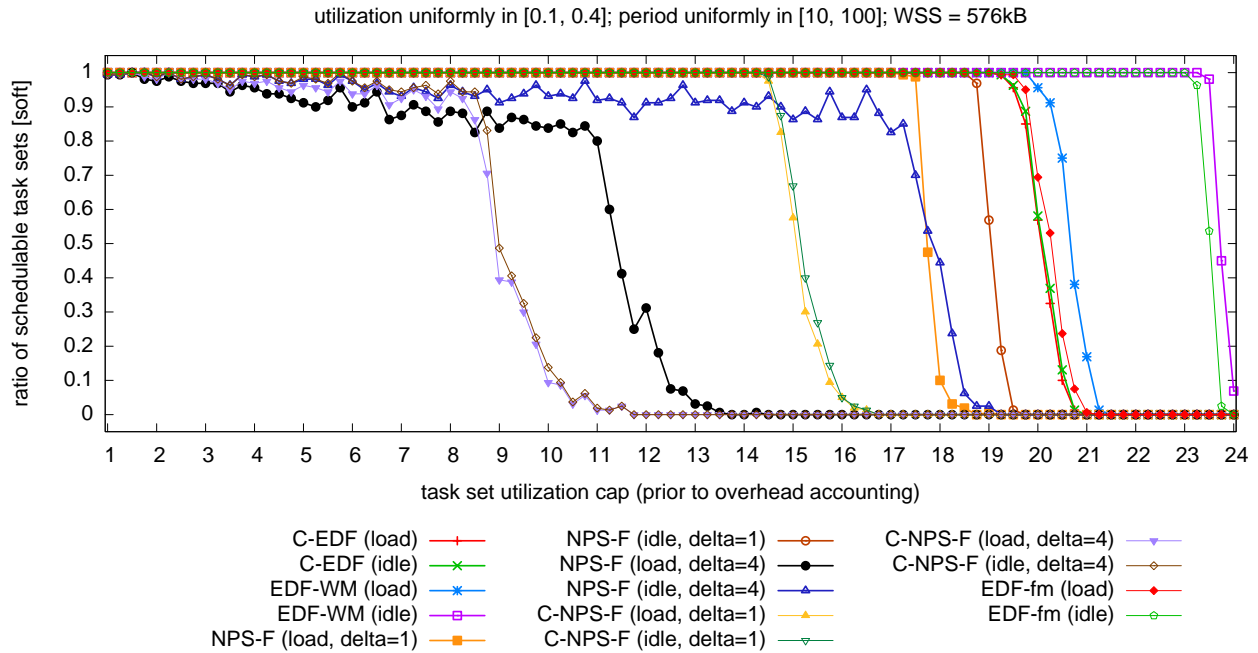 utilization uniformly in [0.1, 0.4]; period uniformly in [10, 100]; WSS = 576kB
ratio of schedulable task sets [soft]
1
0.9
0.8
0.7
0.6
0.5
0.4
0.3
0.2
0.1
0
1 2 3 4 5 6 7 8 9 10 11 12 13 14 15 16 17 18 19 20 21 22 23 24
task set utilization cap (prior to overhead accounting)
C-EDF (load)
C-EDF (idle)
EDF-WM (load)
EDF-WM (idle)
NPS-F (load, delta=1)
NPS-F (idle, delta=1)
NPS-F (load, delta=4)
NPS-F (idle, delta=4)
C-NPS-F (load, delta=1)
C-NPS-F (idle, delta=1)
C-NPS-F (load, delta=4)
C-NPS-F (idle, delta=4)
EDF-fm (load)
EDF-fm (idle)